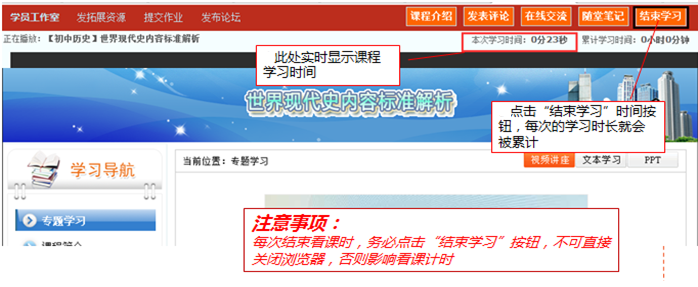 学员工作室 发拓展资源 提交作业 发布论坛 课程介绍 发表评论 在线交流 随堂笔记 结束学习
正在播放：【初中历史】世界现代史内容标准解析 本次学习时间：0分23秒 累计学习时间：0小时0分钟
此处实时显示课程
学习时间
世界现代史内容标准解析
点击“结束学习”时间按
钮，每次的学习时长就会
被累计
学习导航
当前位置：专题学习 视频讲座 文本学习 PPT
专题学习
注意事项：
每次结束看课时，务必点击“结束学习”按钮，不可直接
关闭浏览器，否则影响看课计时
课程简介